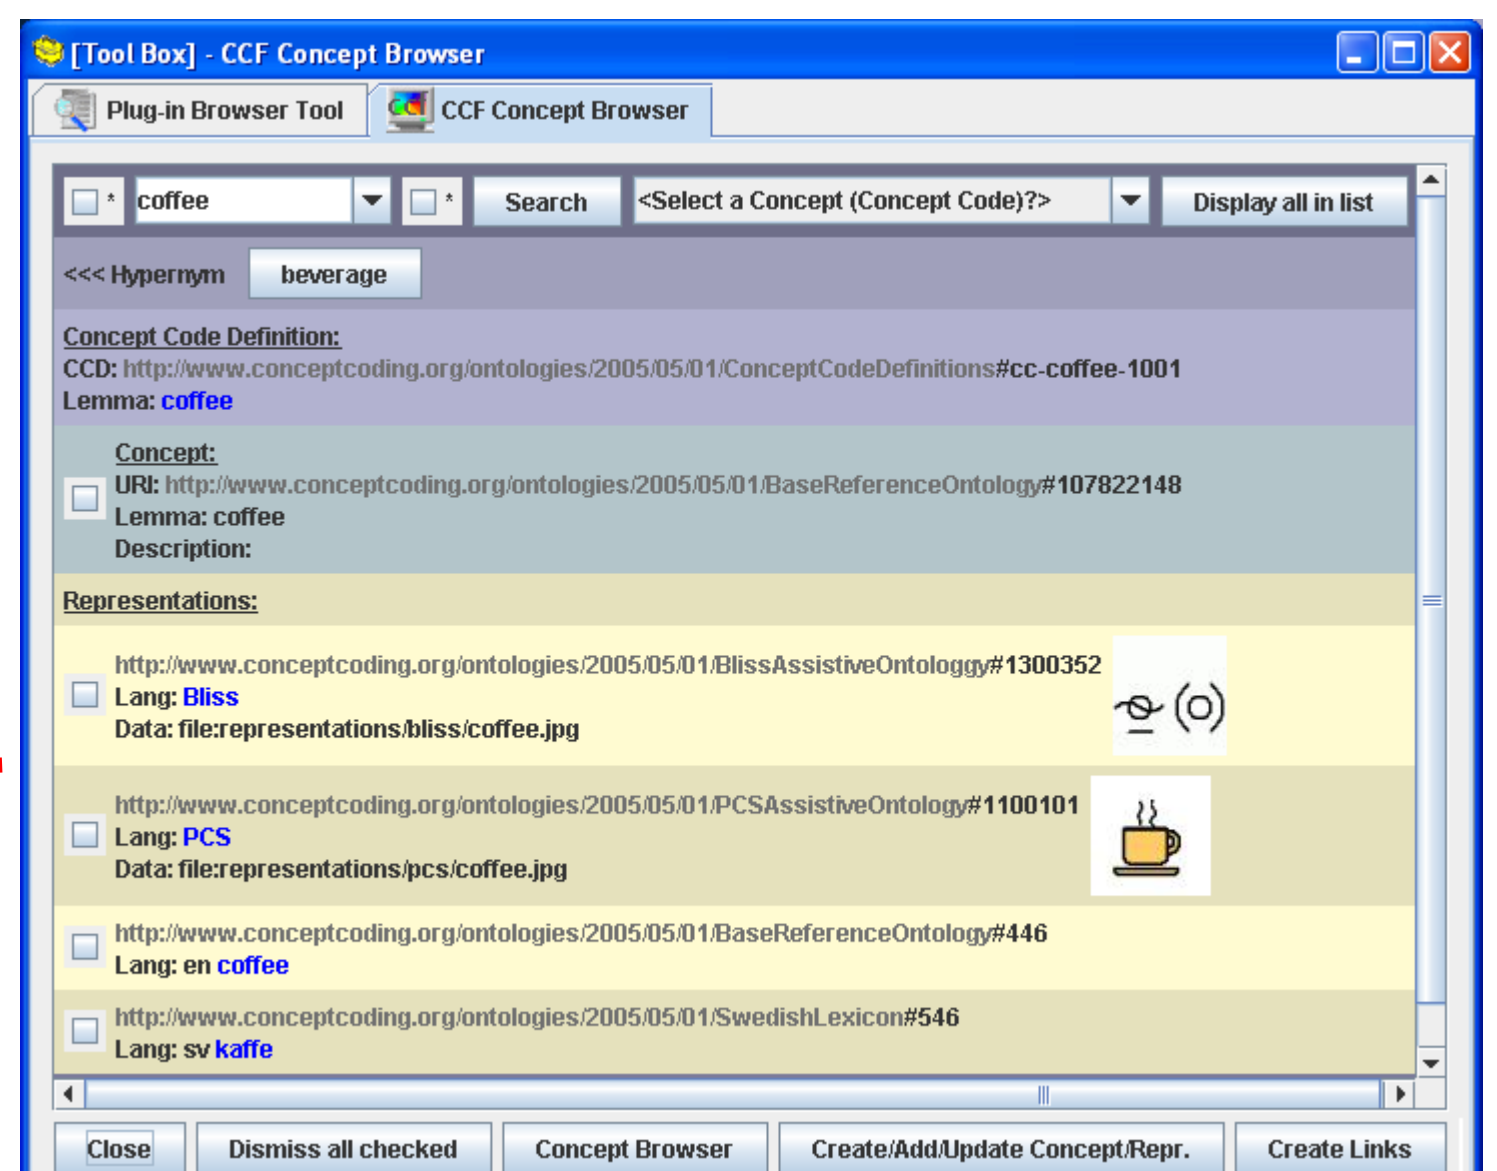 [Tool Box] - CCF Concept Browser
Plug-in Browser Tool CCF Concept Browser
* coffee * Search <Select a Concept (Concept Code)?> Display all in list
<<< Hypernym beverage
Concept Code Definition:
CCD: http://www.conceptcoding.org/ontologies/2005/05/01/ConceptCodeDefinitions#cc-coffee-1001
Lemma: coffee
Concept:
URI: http://www.conceptcoding.org/ontologies/2005/05/01/BaseReferenceOntology#107822148
Lemma: coffee
Description:
Representations:
http://www.conceptcoding.org/ontologies/2005/05/01/BlissAssistiveOntologgy#1300352
Lang: Bliss
Data: file:representations/bliss/coffee.jpg
http://www.conceptcoding.org/ontologies/2005/05/01/PCSAssistiveOntology#1100101
Lang: PCS
Data: file:representations/pcs/coffee.jpg
http://www.conceptcoding.org/ontologies/2005/05/01/BaseReferenceOntology#446
Lang: en coffee
http://www.conceptcoding.org/ontologies/2005/05/01/SwedishLexicon#546
Lang: sv kaffe
Close Dismiss all checked Concept Browser Create/Add/Update Concept/Repr. Create Links